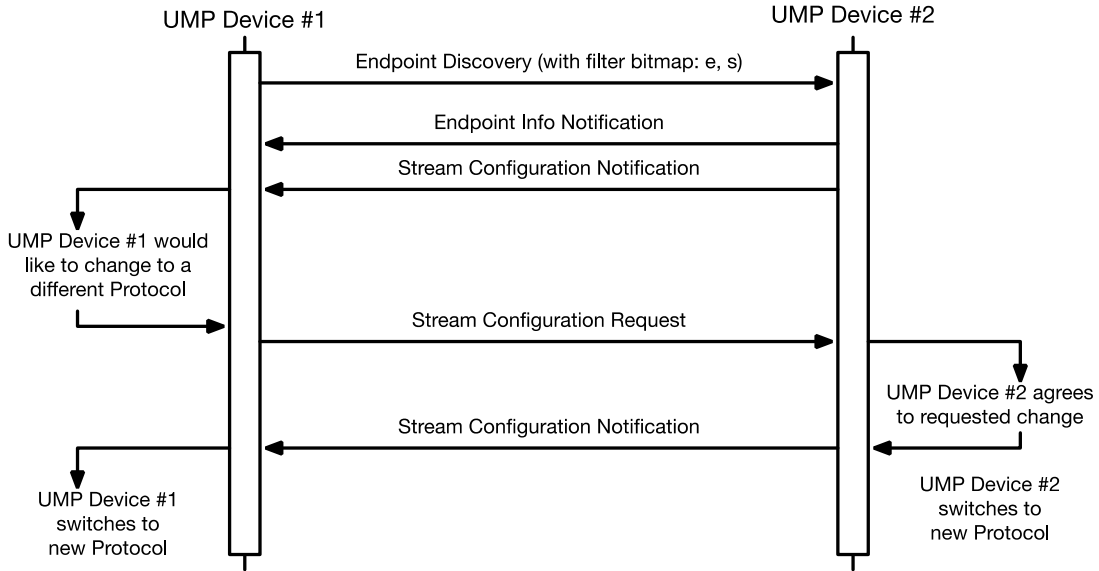 UMP Device #1
UMP Device #2
Endpoint Discovery (with filter bitmap: e, s)
Endpoint Info Notification
Stream Configuration Notification
UMP Device #1 would
like to change to a
different Protocol
Stream Configuration Request
UMP Device #2 agrees
to requested change
Stream Configuration Notification
UMP Device #1
switches to
new Protocol
UMP Device #2
switches to
new Protocol